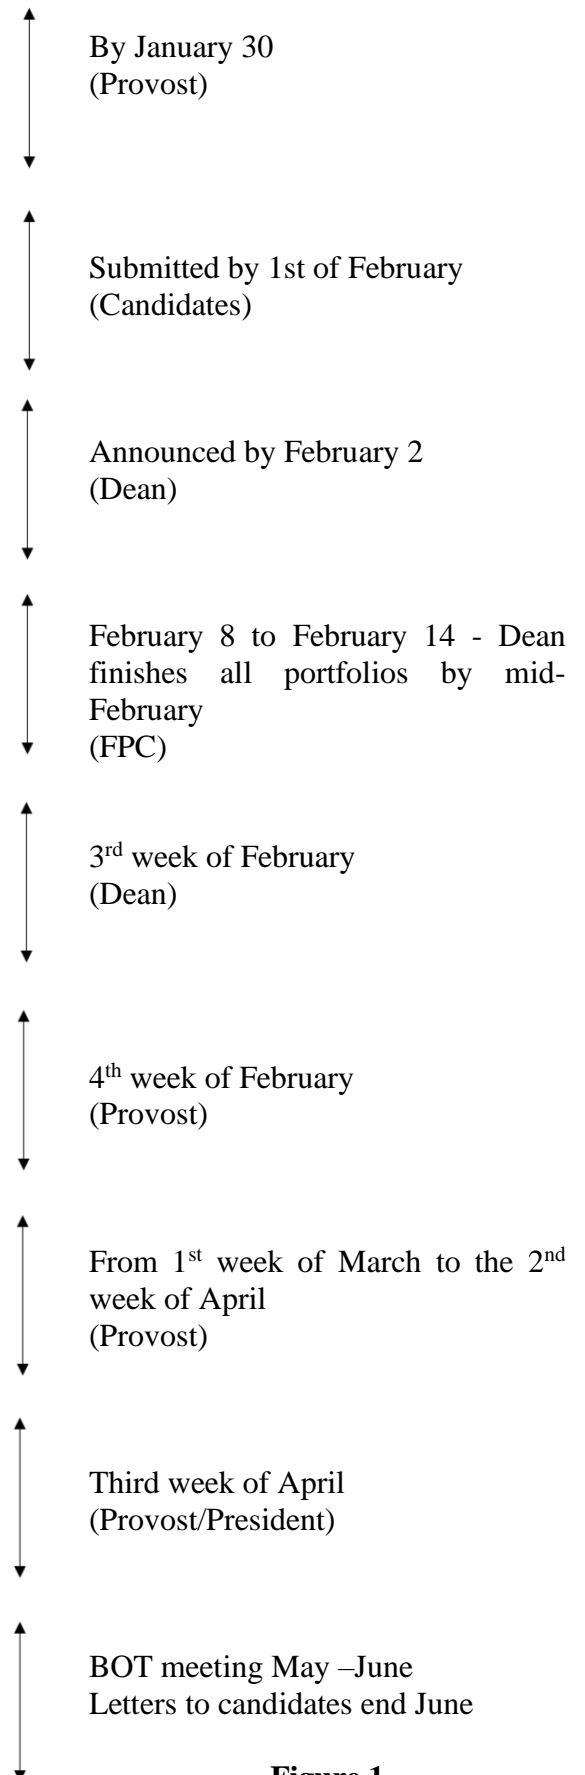 By January 30
(Provost)
Submitted by 1st of February
(Candidates)
Announced by February 2
(Dean)
February 8 to February 14 - Dean
finishes all portfolios by mid-
February
(FPC)
3rd week of February
(Dean)
4th week of February
(Provost)
From 1st week of March to the 2nd
week of April
(Provost)
Third week of April
(Provost/President)
BOT meeting May –June
Letters to candidates end June
Figure 1